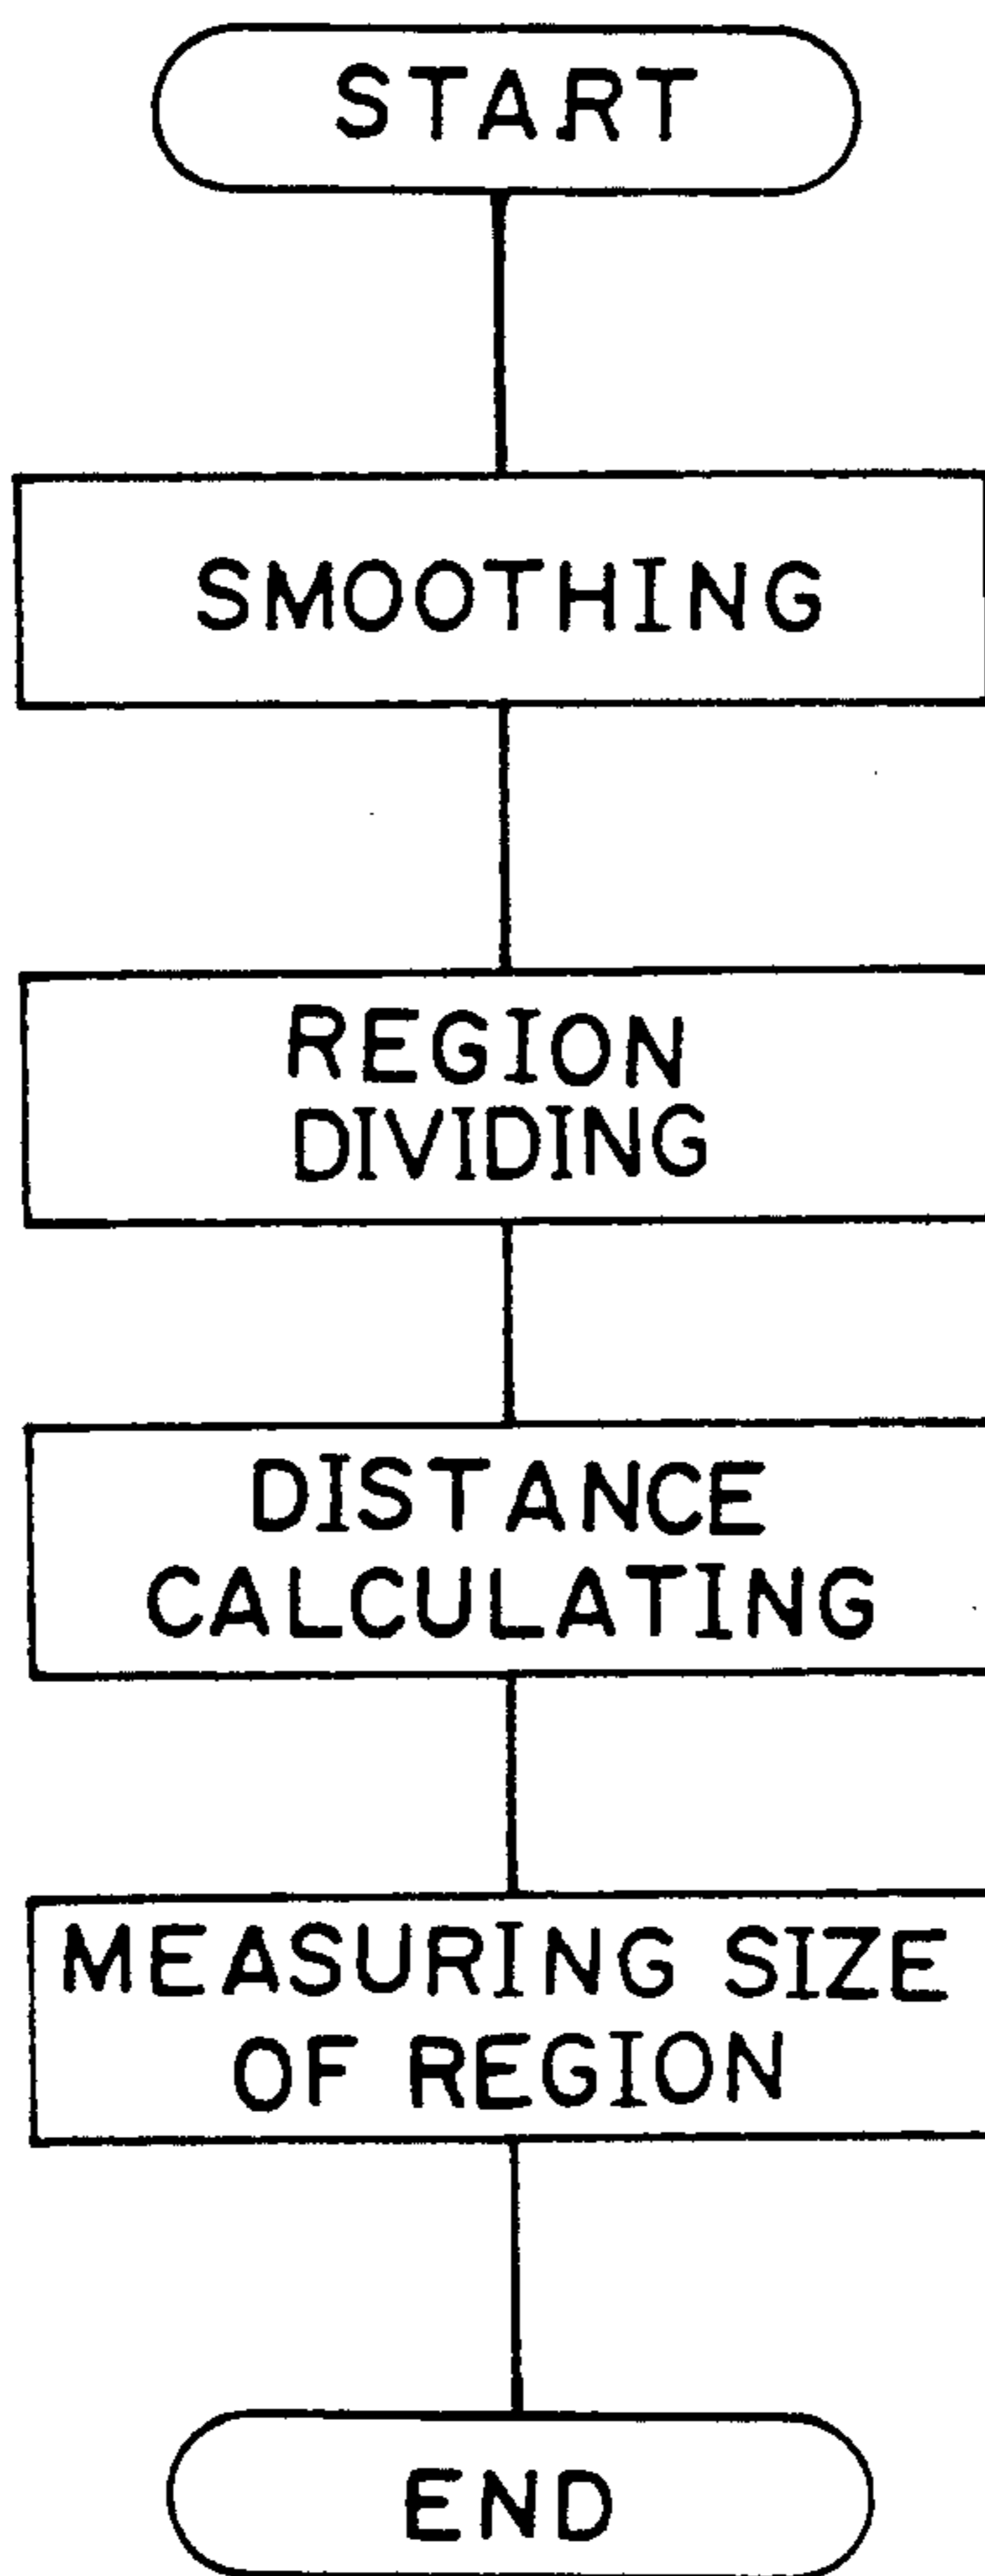 START
SMOOTHING
REGION
DIVIDING
DISTANCE
CALCULATING
MEASURING SIZE
OF REGION
END